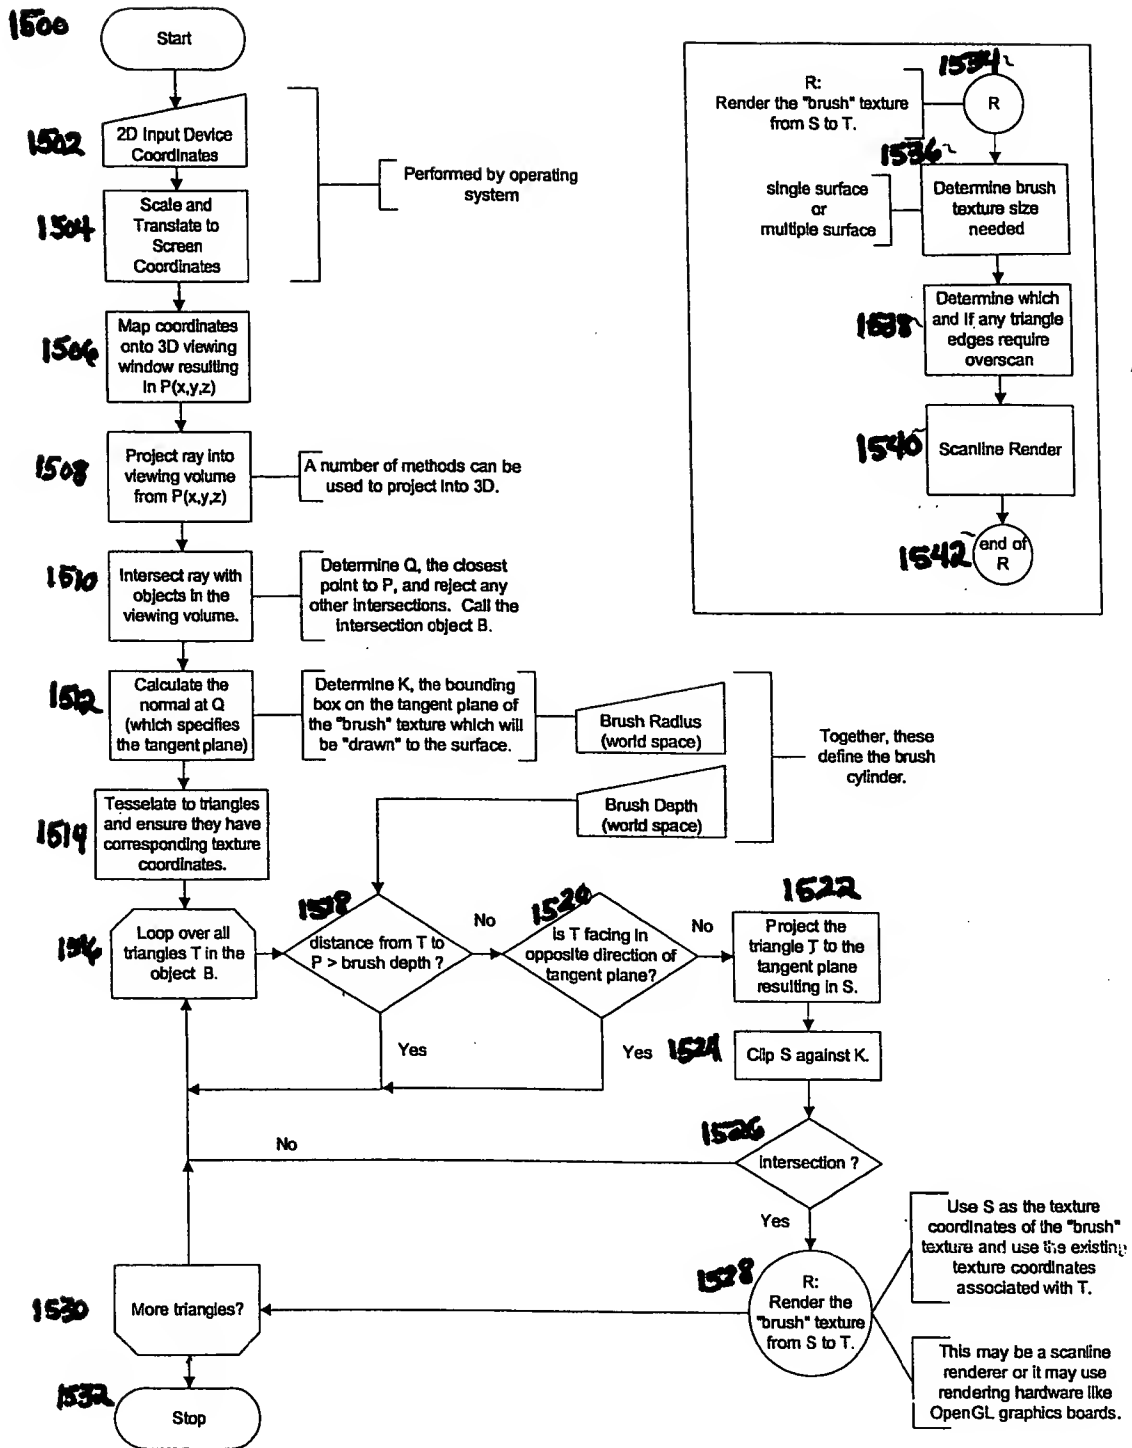 1500
Start
1502
2D Input Device
Coordinates
1504
Scale and
Translate to
Screen
Coordinates
Performed by operating
system
1506
Map coordinates
onto 3D viewing
window resulting
in P(x,y,z)
1508
Project ray into
viewing volume
from P(x,y,z)
A number of methods can be
used to project into 3D.
1510
Intersect ray with
objects in the
viewing volume.
Determine Q, the closest
point to P, and reject any
other intersections. Call the
intersection object B.
1512
Calculate the
normal at Q
(which specifies
the tangent plane)
Determine K, the bounding
box on the tangent plane of
the "brush" texture which will
be "drawn" to the surface.
Brush Radius
(world space)
Brush Depth
(world space)
Together, these
define the brush
cylinder.
1514
Tesselate to triangles
and ensure they have
corresponding texture
coordinates.
1516
Loop over all
triangles T in the
object B.
1518
distance from T to
P > brush depth ?
No
Yes
1520
is T facing in
opposite direction of
tangent plane?
No
Yes
1522
Project the
triangle T to the
tangent plane
resulting in S.
1524
Clip S against K.
1526
intersection ?
No
Yes
1528
R:
Render the
"brush" texture
from S to T.
Use S as the texture
coordinates of the "brush"
texture and use the existing
texture coordinates
associated with T.
This may be a scanline
renderer or it may use
rendering hardware like
OpenGL graphics boards.
1530
More triangles?
1532
Stop
1534
R:
Render the "brush" texture
from S to T.
R
1536
single surface
or
multiple surface
Determine brush
texture size
needed
1538
Determine which
and if any triangle
edges require
overscan
1540
Scanline Render
1542
end of
R